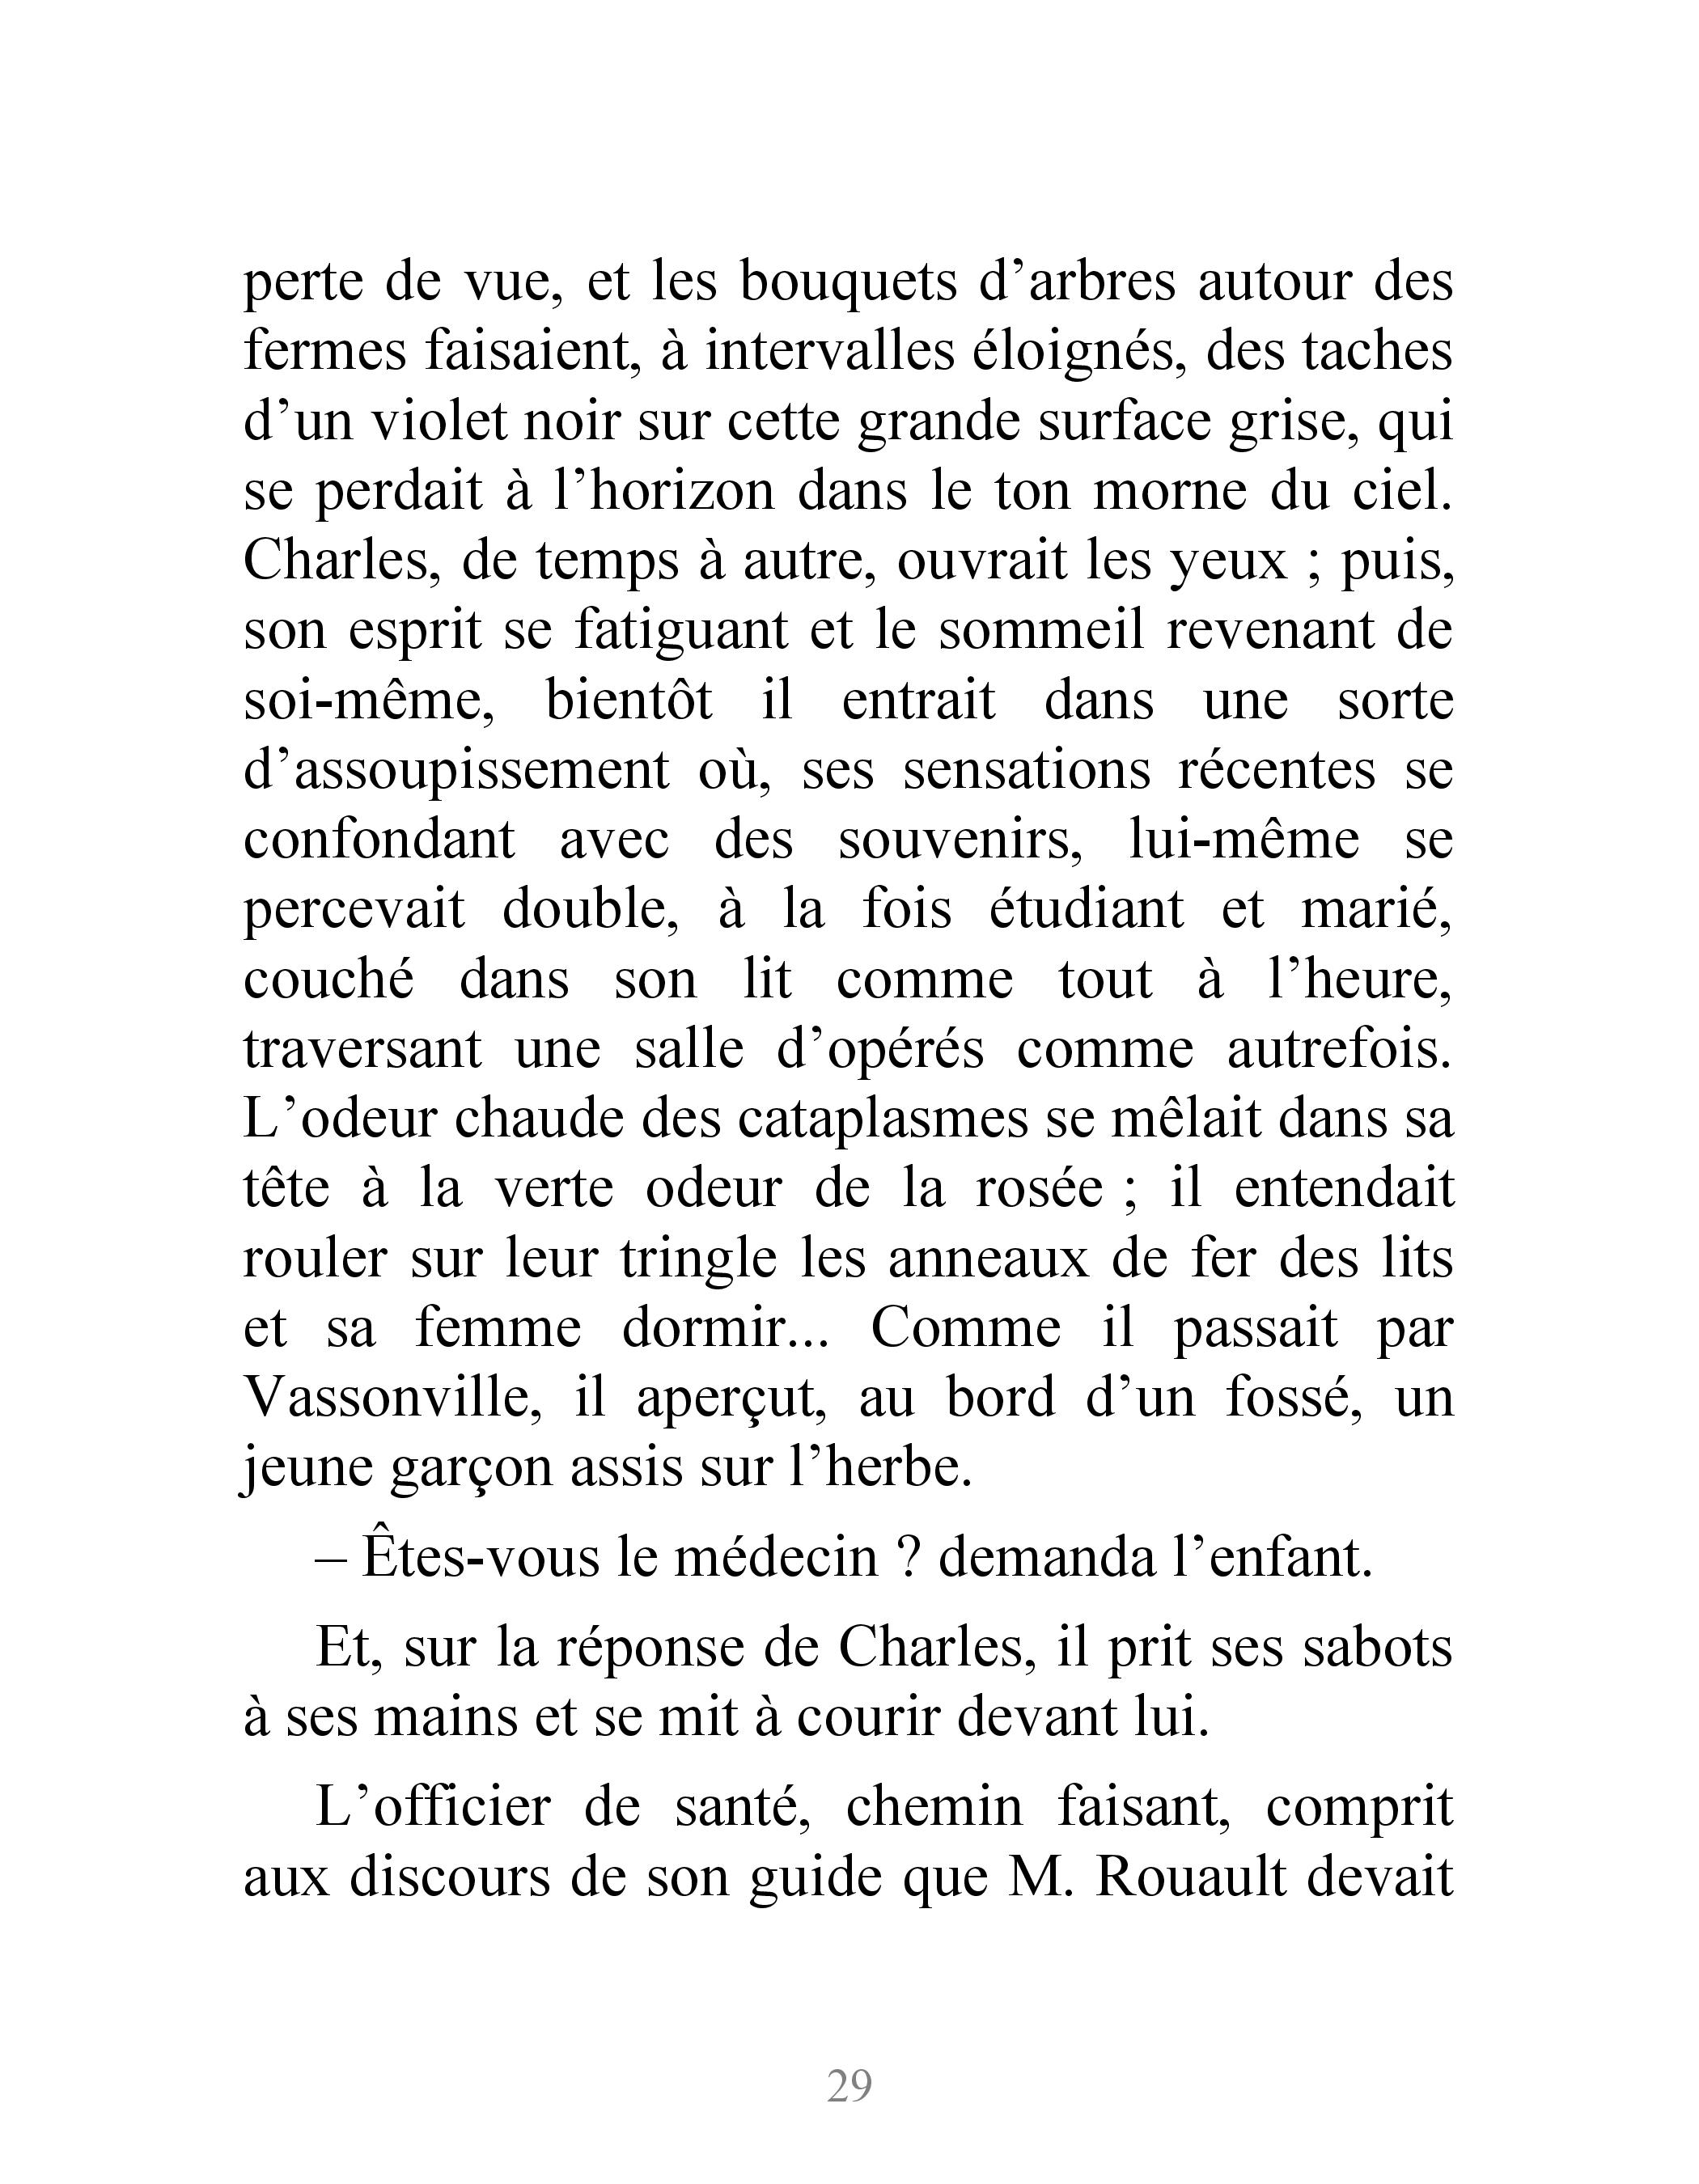 perte de vue, et les bouquets d’arbres autour des
fermes faisaient, à intervalles éloignés, des taches
d’un violet noir sur cette grande surface grise, qui
se perdait à l’horizon dans le ton morne du ciel.
Charles, de temps à autre, ouvrait les yeux ; puis,
son esprit se fatiguant et le sommeil revenant de
soi-même, bientôt il entrait dans une sorte
d’assoupissement où, ses sensations récentes se
confondant avec des souvenirs, lui-même se
percevait double, à la fois étudiant et marié,
couché dans son lit comme tout à l’heure,
traversant une salle d’opérés comme autrefois.
L’odeur chaude des cataplasmes se mêlait dans sa
tête à la verte odeur de la rosée ; il entendait
rouler sur leur tringle les anneaux de fer des lits
et sa femme dormir... Comme il passait par
Vassonville, il aperçut, au bord d’un fossé, un
jeune garçon assis sur l’herbe.
– Êtes-vous le médecin ? demanda l’enfant.
Et, sur la réponse de Charles, il prit ses sabots
à ses mains et se mit à courir devant lui.
L’officier de santé, chemin faisant, comprit
aux discours de son guide que M. Rouault devait
29